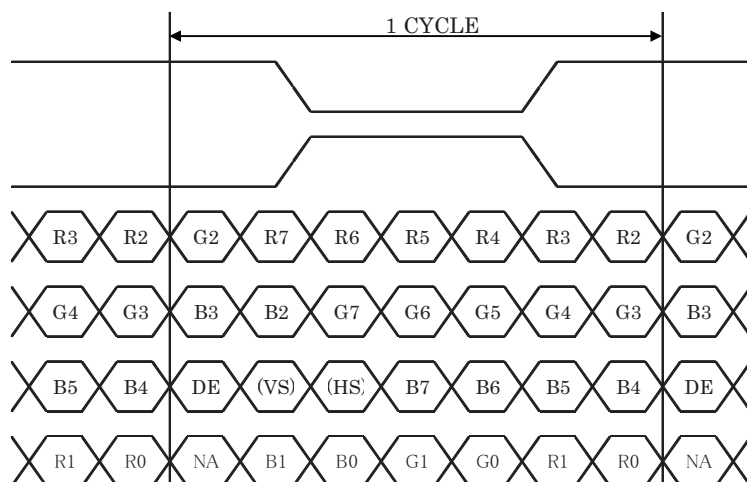 1 CYCLE
R3 R2 G2 R7 R6 R5 R4 R3 R2 G2
G4 G3 B3 B2 G7 G6 G5 G4 G3 B3
B5 B4 DE (VS) (HS) B7 B6 B5 B4 DE
R1 R0 NA B1 B0 G1 G0 R1 R0 NA